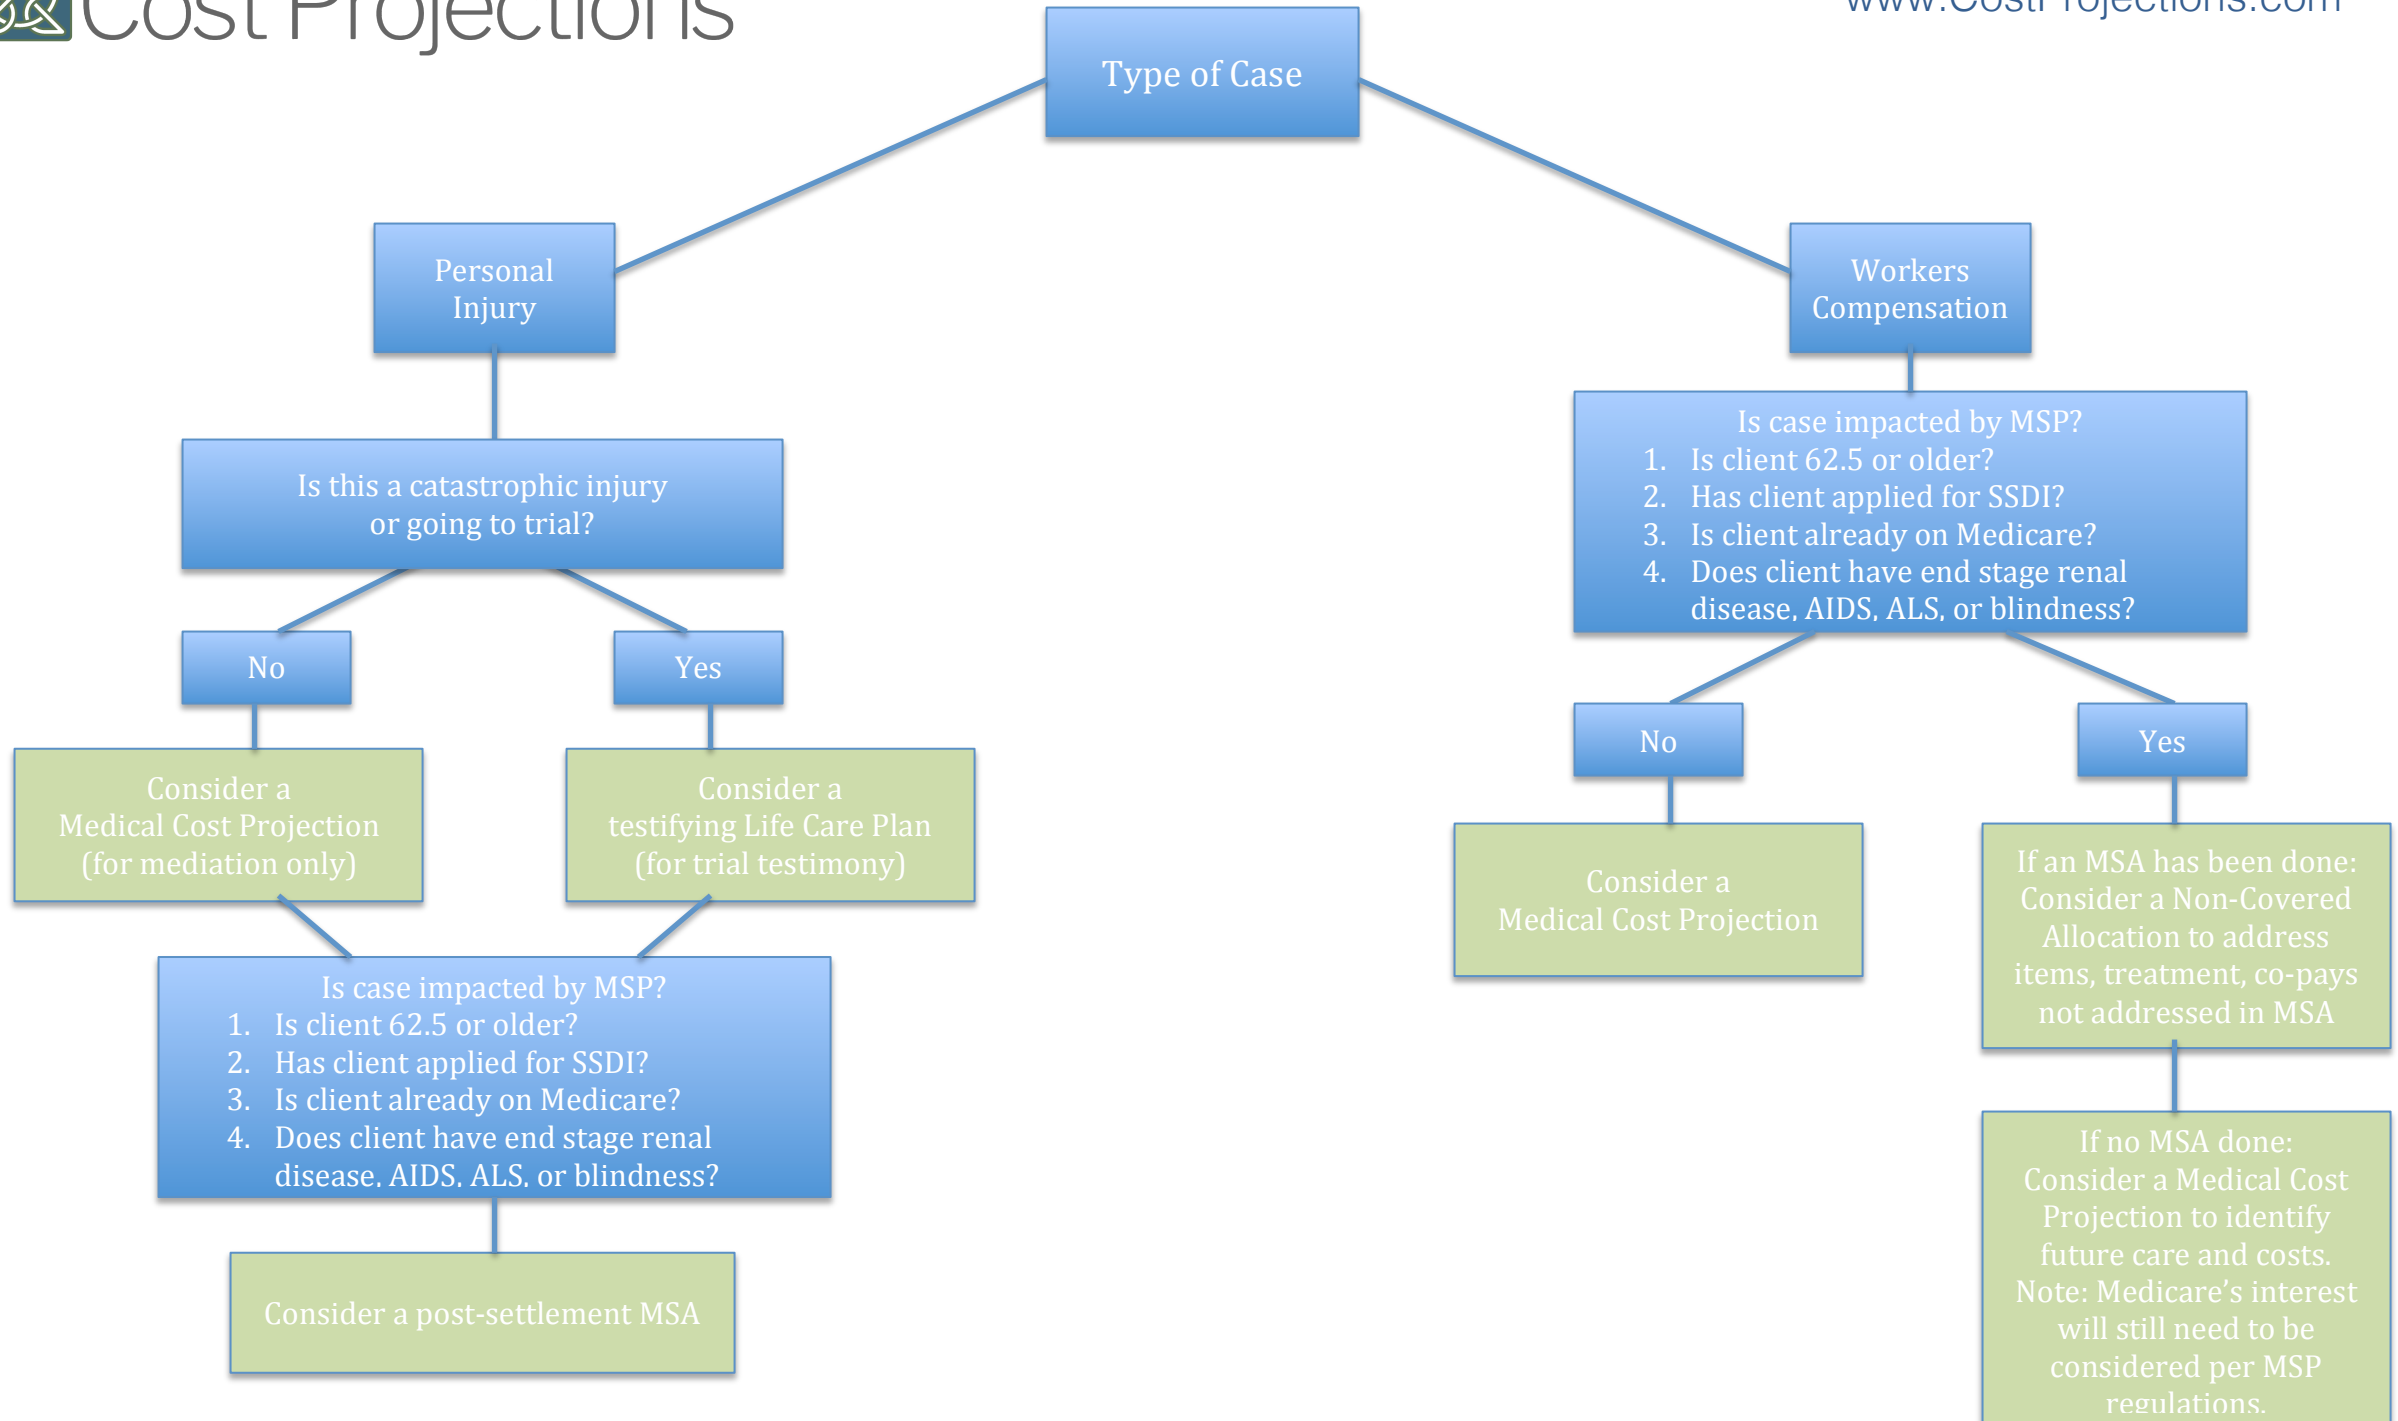 Cost Projections
www.CostProjections.com
Type of Case
Personal
Injury
Workers
Compensation
Is this a catastrophic injury
or going to trial?
Is case impacted by MSP?
1. Is client 62.5 or older?
2. Has client applied for SSDI?
3. Is client already on Medicare?
4. Does client have end stage renal
disease, AIDS, ALS, or blindness?
No
Yes
No
Yes
Consider a
Medical Cost Projection
(for mediation only)
Consider a
testifying Life Care Plan
(for trial testimony)
Consider a
Medical Cost Projection
If an MSA has been done:
Consider a Non-Covered
Allocation to address
items, treatment, co-pays
not addressed in MSA
Is case impacted by MSP?
1. Is client 62.5 or older?
2. Has client applied for SSDI?
3. Is client already on Medicare?
4. Does client have end stage renal
disease, AIDS, ALS, or blindness?
If no MSA done:
Consider a Medical Cost
Projection to identify
future care and costs.
Note: Medicare's interest
will still need to be
considered per MSP
regulations.
Consider a post-settlement MSA